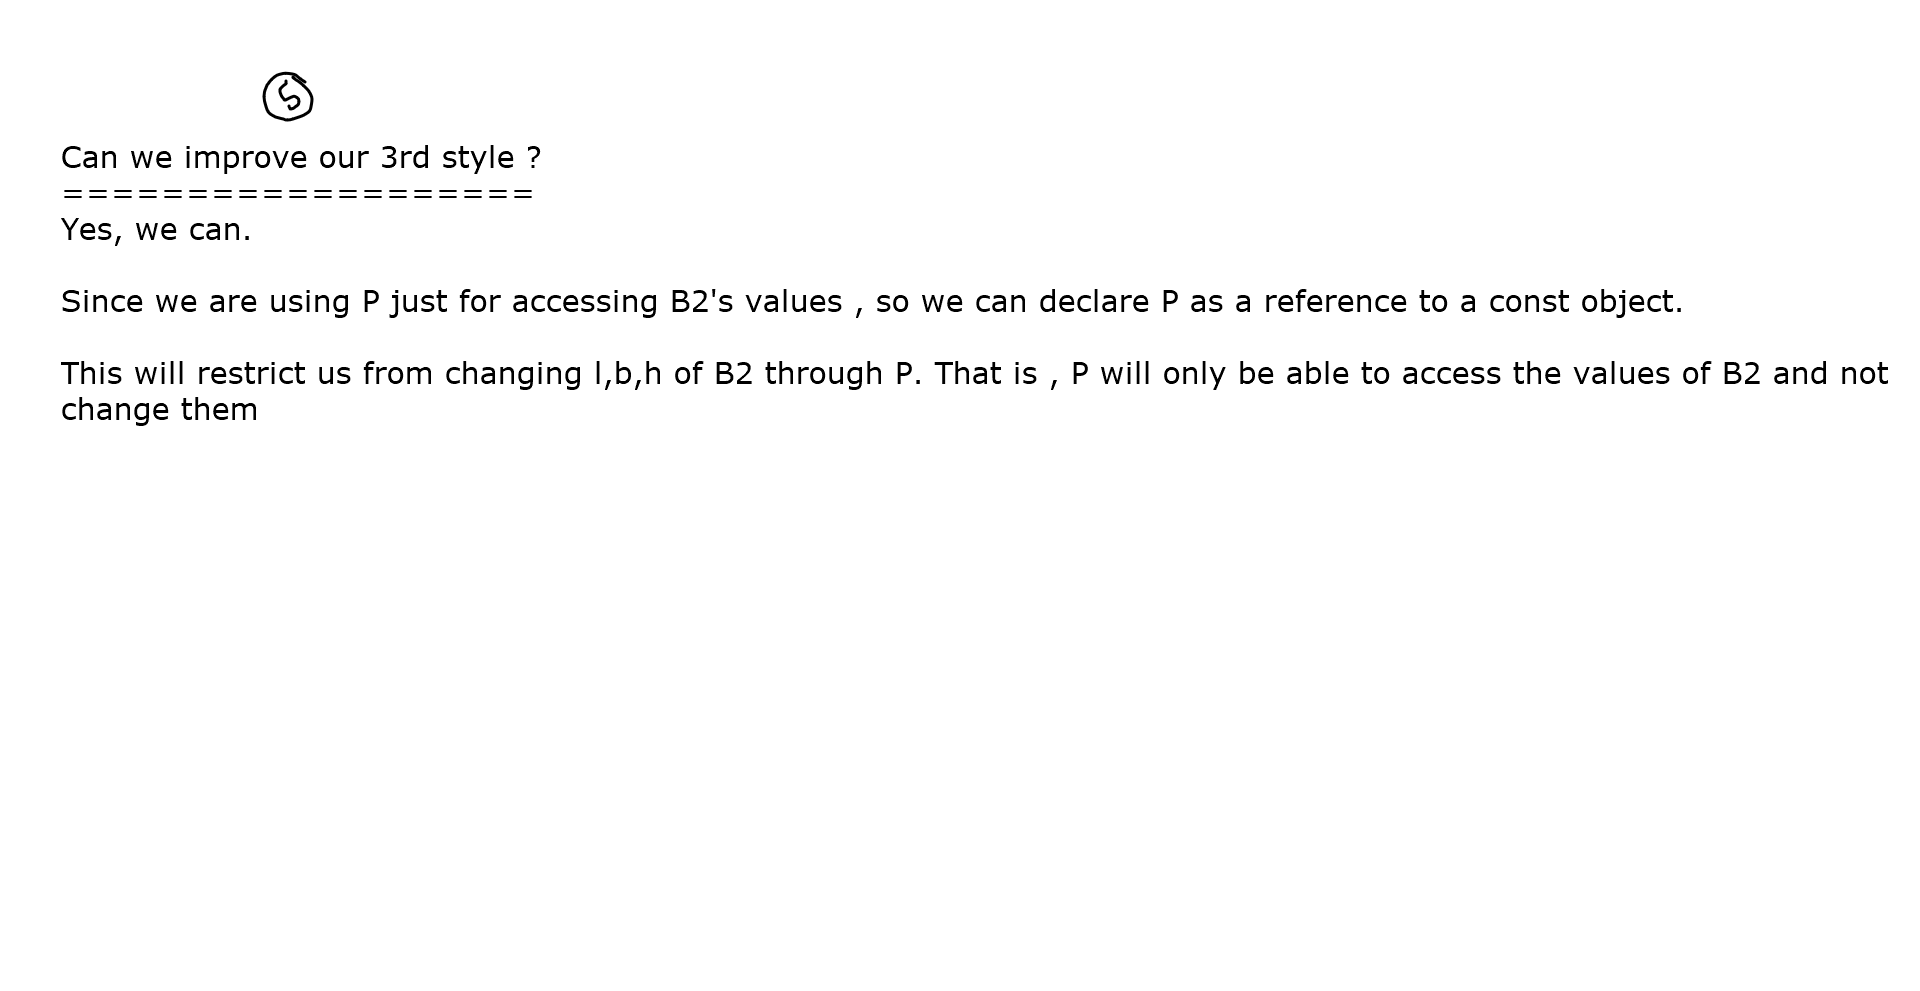 5
Can we improve our 3rd style ?
===================
Yes, we can.
Since we are using P just for accessing B2's values , so we can declare P as a reference to a const object.
This will restrict us from changing l,b,h of B2 through P. That is , P will only be able to access the values of B2 and not
change them